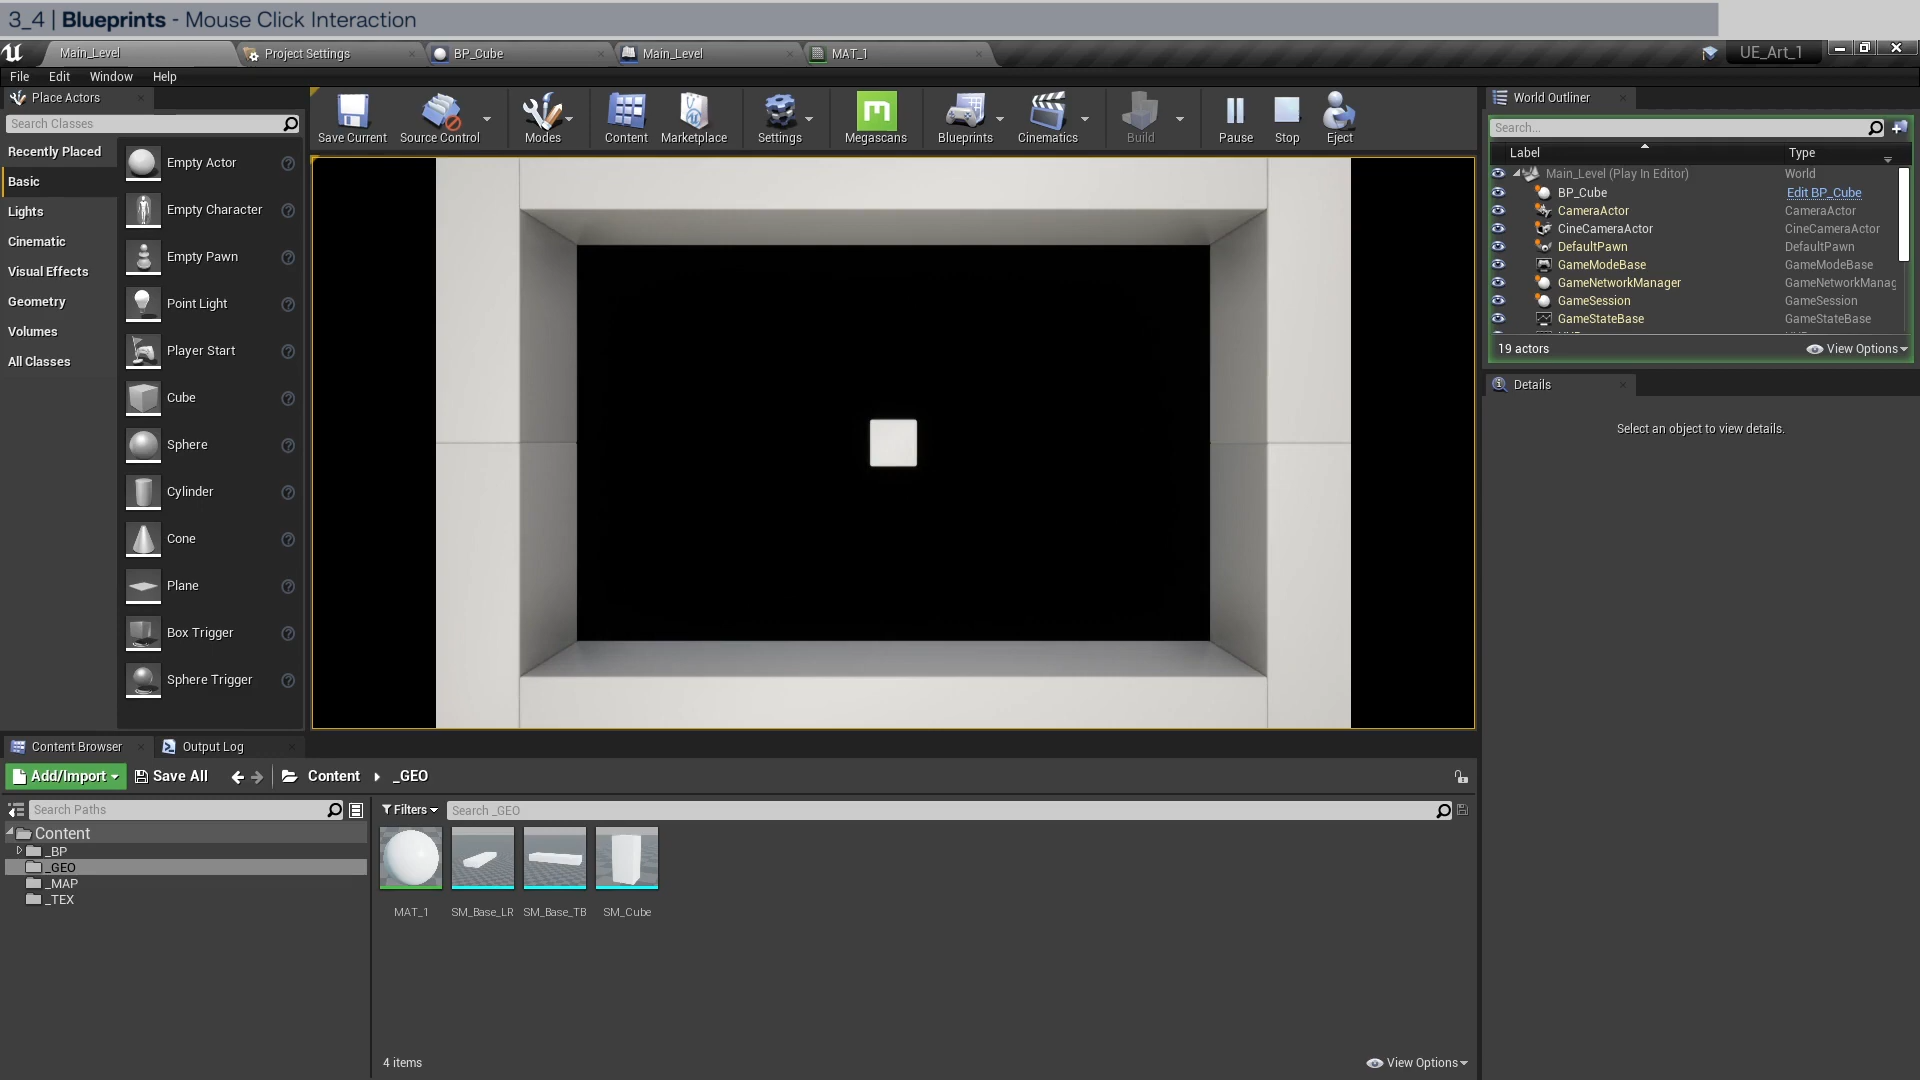 3_4 | Blueprints - Mouse Click Interaction
Main_Level
Project Settings
BP_Cube
Main_Level
MAT_1
UE_Art_1
File Edit Window Help
Place Actors
Search Classes
Recently Placed
Basic
Lights
Cinematic
Visual Effects
Geometry
Volumes
All Classes
Empty Actor
Empty Character
Empty Pawn
Point Light
Player Start
Cube
Sphere
Cylinder
Cone
Plane
Box Trigger
Sphere Trigger
Save Current
Source Control
Modes
Content
Marketplace
Settings
Megascans
Blueprints
Cinematics
Build
Pause
Stop
Eject
World Outliner
Search...
Label Type
Main_Level (Play In Editor) World
BP_Cube Edit BP_Cube
CameraActor CameraActor
CineCameraActor CineCameraActor
DefaultPawn DefaultPawn
GameModeBase GameModeBase
GameNetworkManager GameNetworkManag
GameSession GameSession
GameStateBase GameStateBase
19 actors View Options
Details
Select an object to view details.
Content Browser
Output Log
Add/Import Save All Content _GEO
Search Paths
Content
_BP
_GEO
_MAP
_TEX
Filters Search _GEO
MAT_1
SM_Base_LR
SM_Base_TB
SM_Cube
4 items View Options